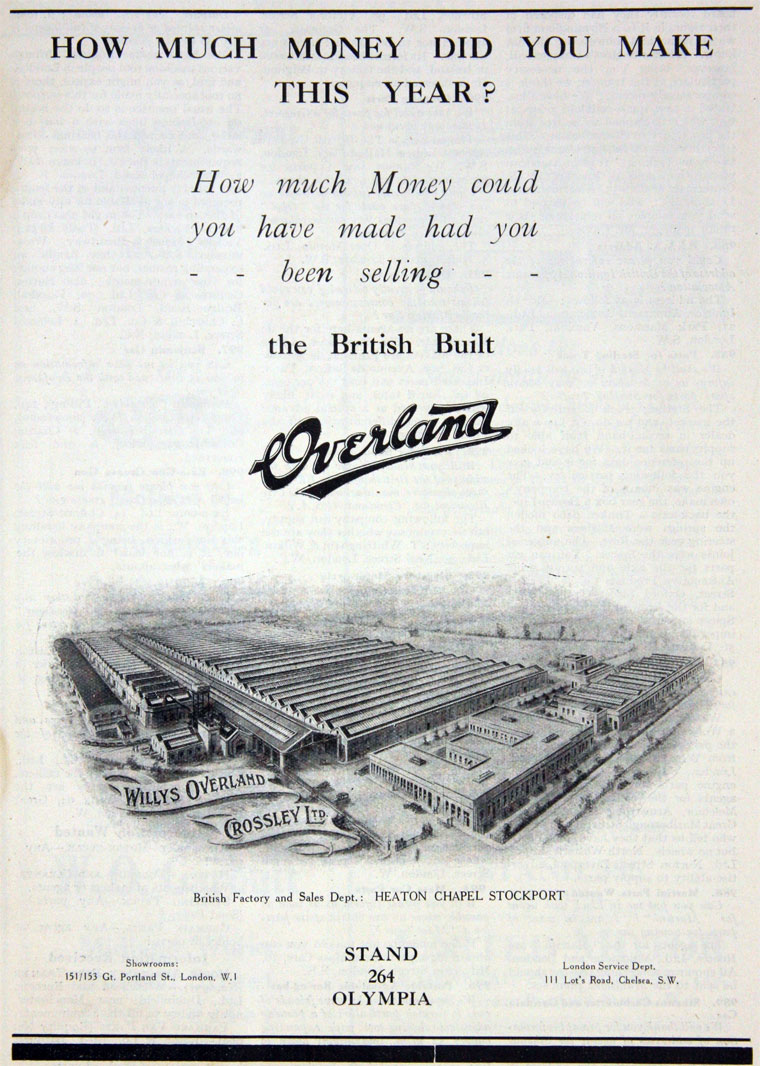 HOW MUCH MONEY DID YOU MAKE
THIS YEAR?
How much Money could
you have made had you
- - been selling - -
the British Built
Overland
WILLYS OVERLAND
CROSSLEY LTD.
British Factory and Sales Dept.: HEATON CHAPEL STOCKPORT
Showrooms:
151/153 Gt. Portland St., London, W.1
STAND
264
OLYMPIA
London Service Dept.
111 Lot's Road, Chelsea, S.W.